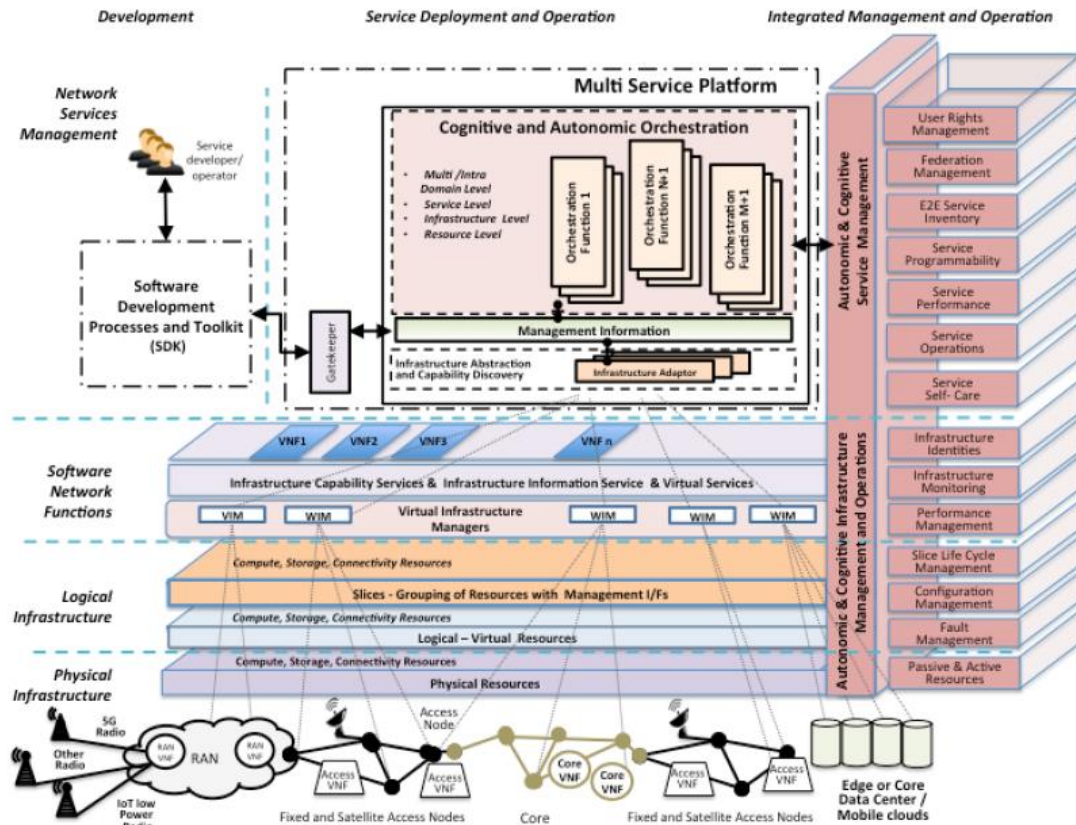 Development
Service Deployment and Operation
Integrated Management and Operation
Network
Services
Management
Service
developer/
operator
Software
Development
Processes and Toolkit
(SDK)
Multi Service Platform
Cognitive and Autonomic Orchestration
• Multi /Intra
Domain Level
• Service Level
• Infrastructure Level
• Resource Level
Orchestration
Function 1
Orchestration
Function N+1
Orchestration
Function M+1
Gatekeeper
Management Information
Infrastructure Abstraction
and Capability Discovery
Infrastructure Adaptor
Autonomic & Cognitive
Service Management
User Rights
Management
Federation
Management
E2E Service
Inventory
Service
Programmability
Service
Performance
Service
Operations
Service
Self- Care
Software
Network
Functions
VNF1
VNF2
VNF3
VNF n
Infrastructure Capability Services & Infrastructure Information Service & Virtual Services
VIM
WIM
Virtual Infrastructure
Managers
WIM
WIM
WIM
Autonomic & Cognitive Infrastructure
Management and Operations
Infrastructure
Identities
Infrastructure
Monitoring
Performance
Management
Slice Life Cycle
Management
Configuration
Management
Fault
Management
Passive & Active
Resources
Logical
Infrastructure
Compute, Storage, Connectivity Resources
Slices - Grouping of Resources with Management I/Fs
Compute, Storage, Connectivity Resources
Logical – Virtual Resources
Physical
Infrastructure
Compute, Storage, Connectivity Resources
Physical Resources
5G
Radio
Other
Radio
IoT low
Power
RAN
VNF
RAN
RAN
VNF
Access
Node
Access
VNF
Access
VNF
Core
VNF
Core
VNF
Access
VNF
Access
VNF
Fixed and Satellite Access Nodes
Core
Fixed and Satellite Access Nodes
Edge or Core
Data Center /
Mobile clouds